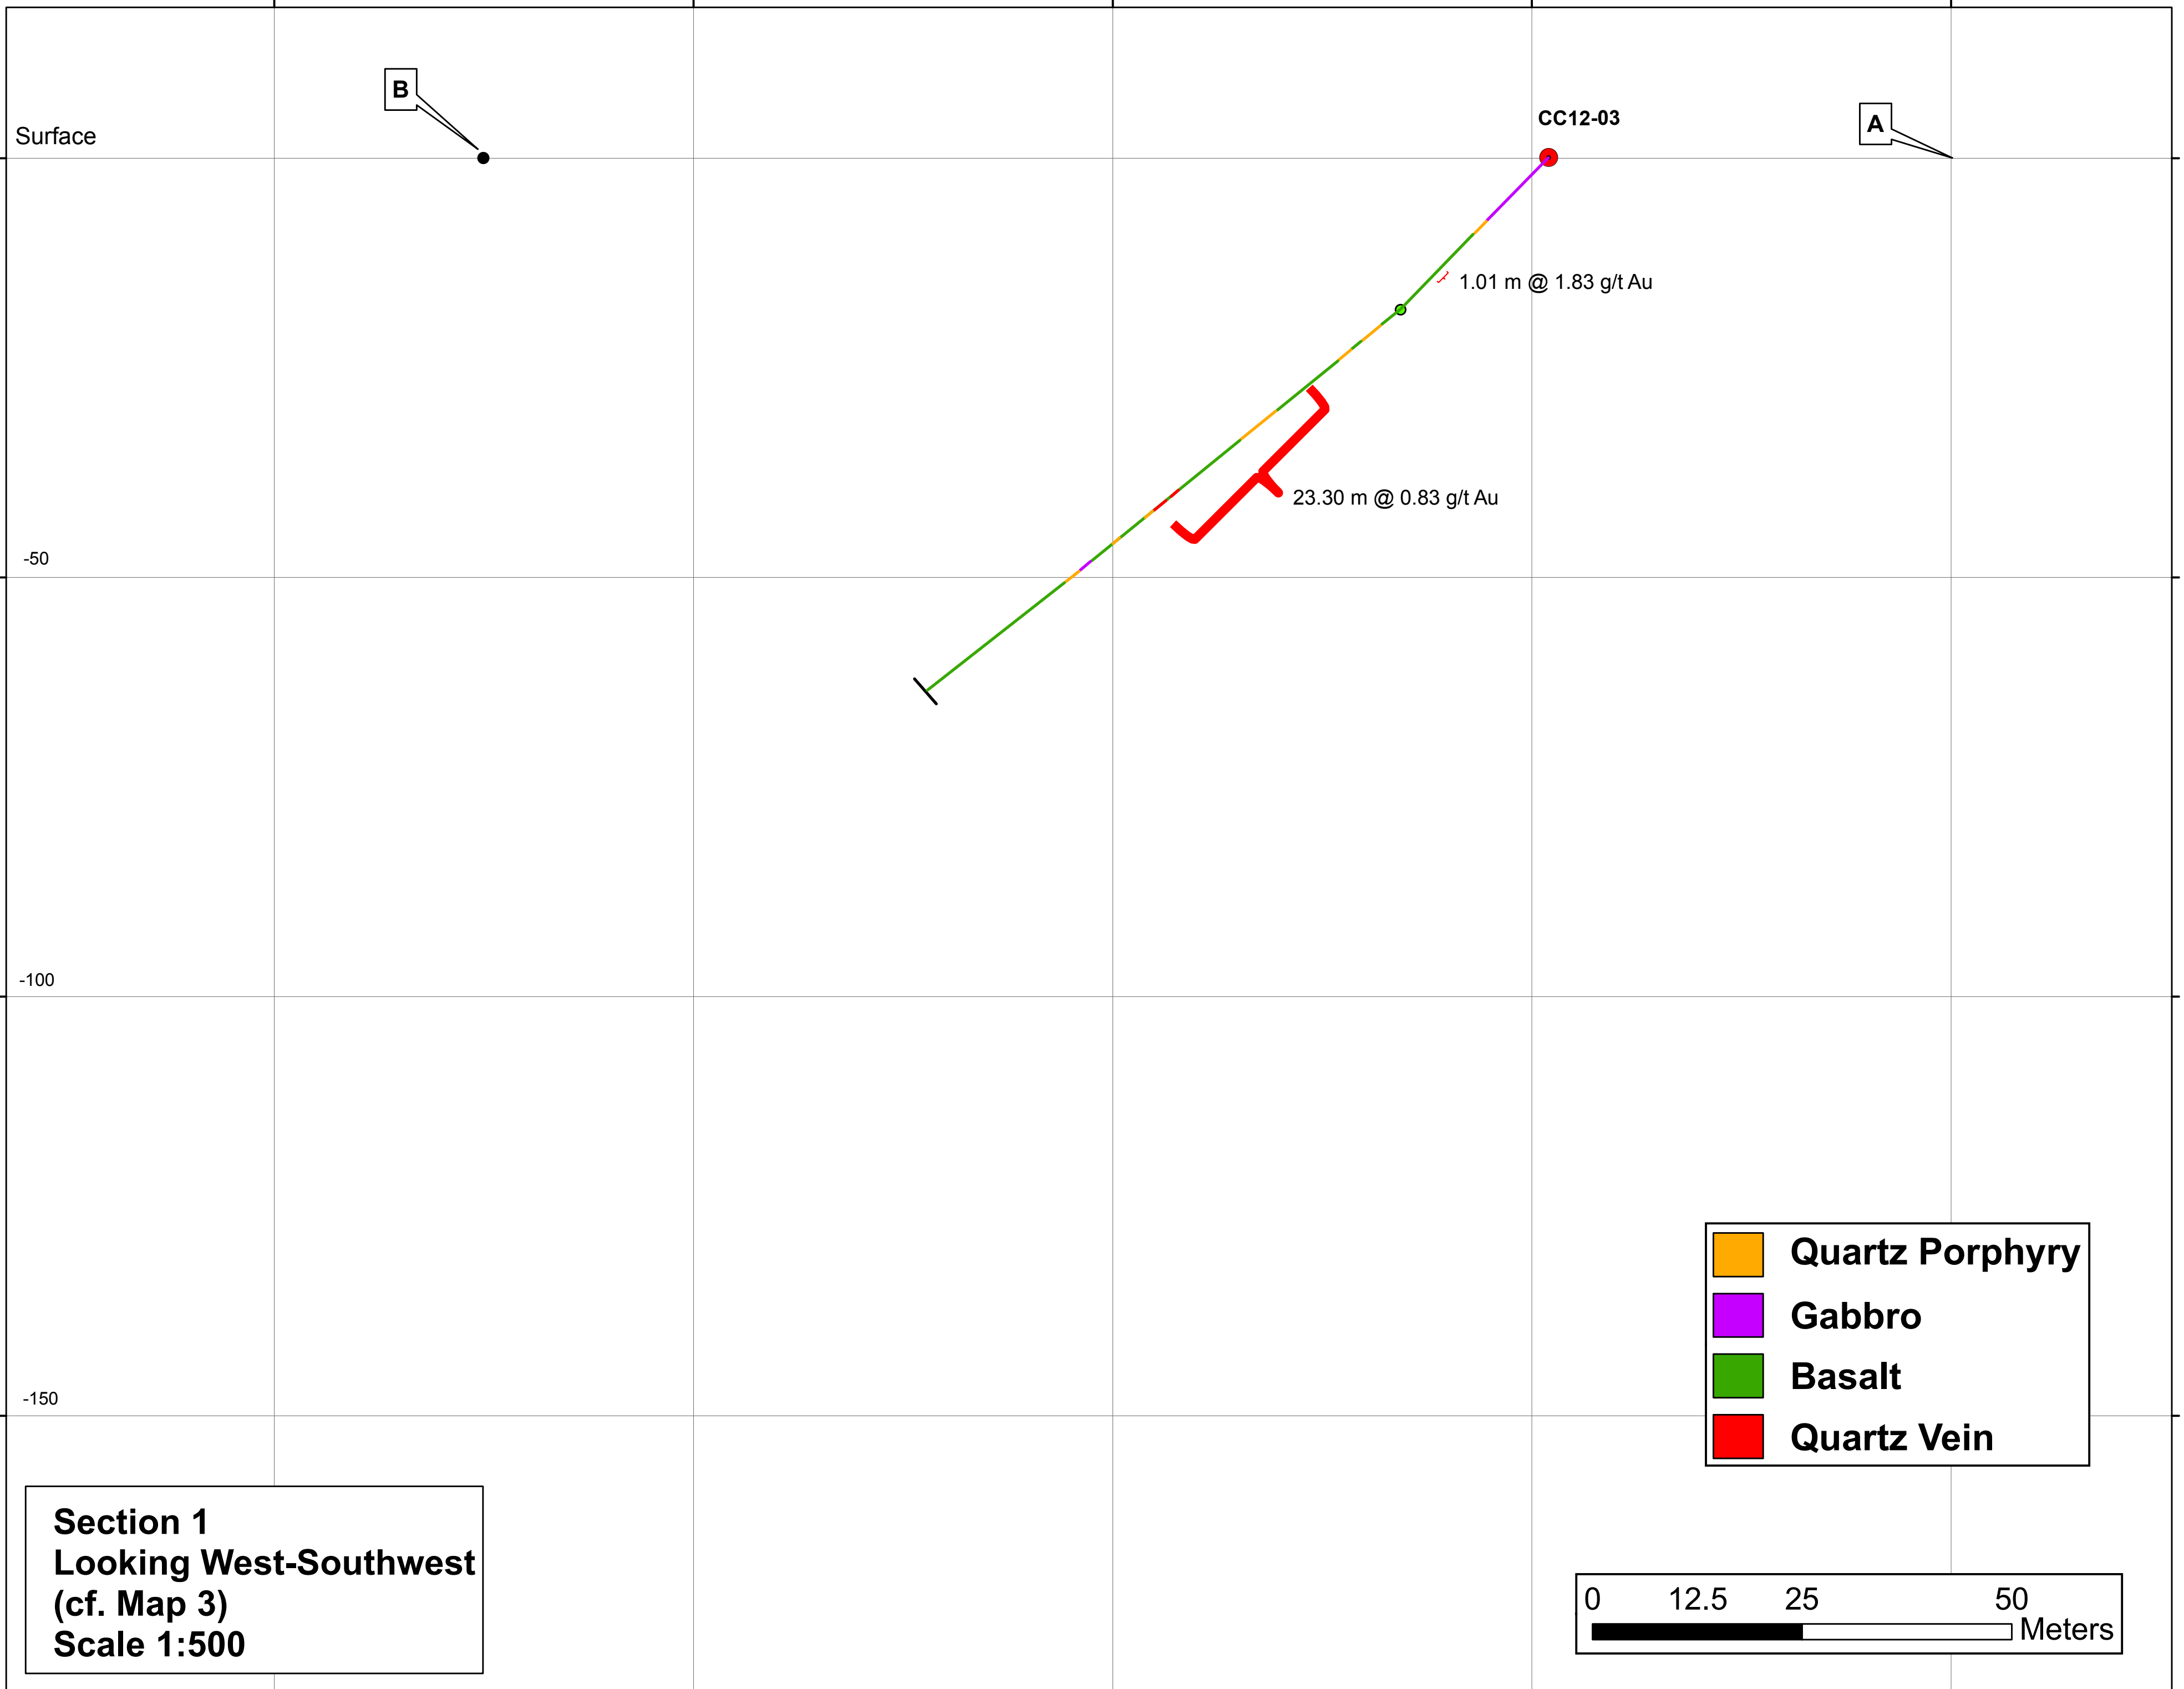 B
CC12-03
A
Surface
1.01 m @ 1.83 g/t Au
23.30 m @ 0.83 g/t Au
-50
-100
-150
Quartz Porphyry
Gabbro
Basalt
Quartz Vein
Section 1
Looking West-Southwest
(cf. Map 3)
Scale 1:500
0 12.5 25 50
Meters